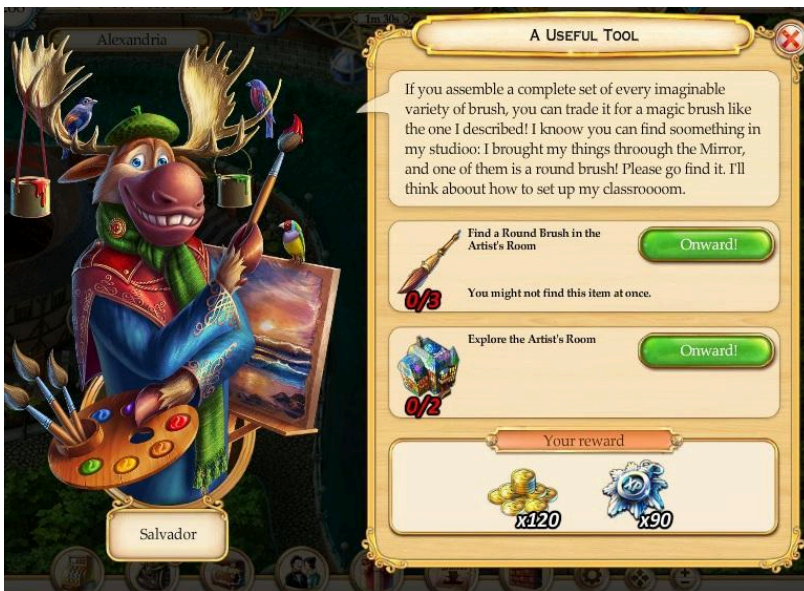 1m 30s
Alexandria
A Useful Tool
If you assemble a complete set of every imaginable
variety of brush, you can trade it for a magic brush like
the one I described! I knoow you can find soomething in
my studioo: I brought my things throough the Mirror,
and one of them is a round brush! Please go find it. I'll
think aboout how to set up my classroooom.
Find a Round Brush in the
Artist's Room
Onward!
You might not find this item at once.
0/3
Explore the Artist's Room
Onward!
0/2
Your reward
XP
x120
x90
Salvador